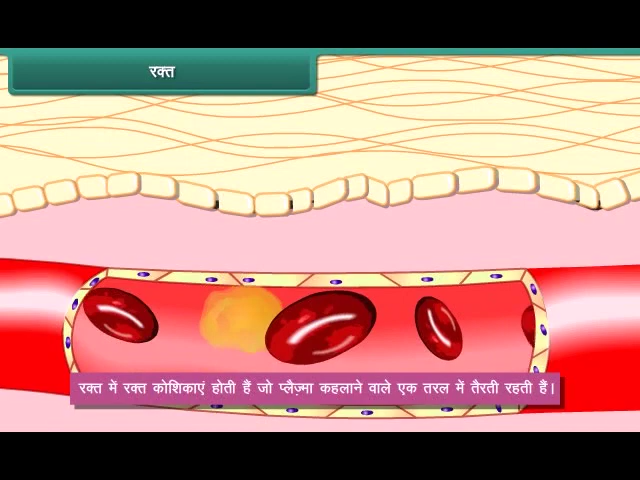 रक्त
रक्त में रक्त कोशिकाएं होती हैं जो प्लैज़्मा कहलाने वाले एक तरल में तैरती रहती हैं।